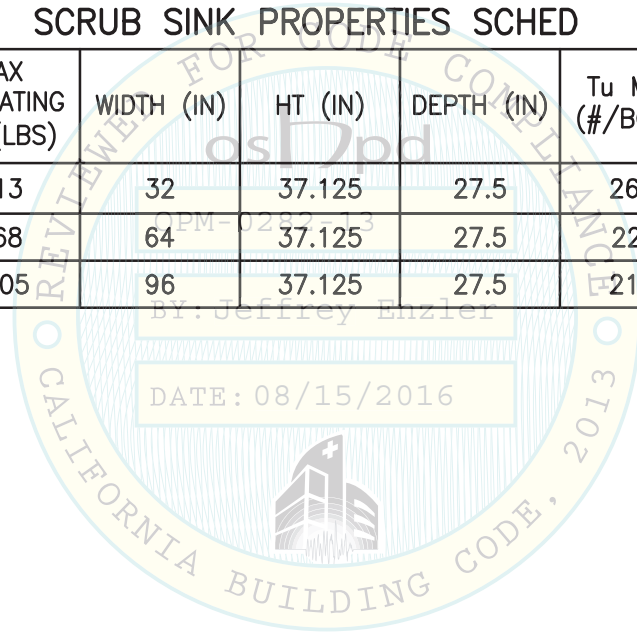 SCRUB SINK PROPERTIES SCHED
WIDTH (IN) HT (IN) DEPTH (IN) Tu
(LBS)
13 32 37.125 27.5 26
68 64 37.125 27.5 22
05 96 37.125 27.5 21
REVIEWED FOR CODE COMPLIANCE
oshpd
OPM-0282-13
BY: Jeffrey Enzler
DATE: 08/15/2016
CALIFORNIA BUILDING CODE, 2013